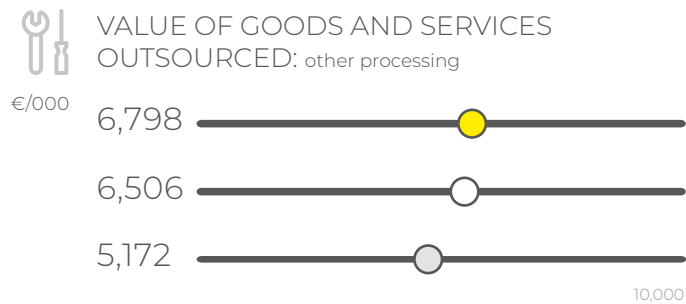 VALUE OF GOODS AND SERVICES
OUTSOURCED: other processing
€/000
6,798
6,506
5,172
10,000